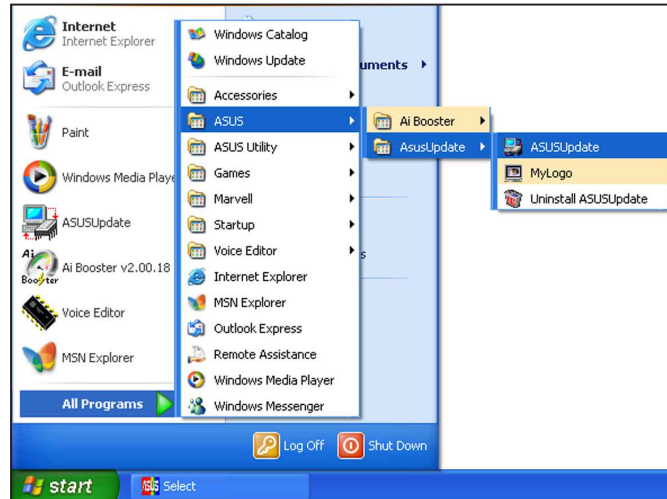 Internet
Internet Explorer
E-mail
Outlook Express
Paint
Windows Media Playe
ASUSUpdate
Ai Booster v2.00.18
Voice Editor
MSN Explorer
All Programs
Windows Catalog
Windows Update
Accessories
ASUS
ASUS Utility
Games
Marvell
Startup
Voice Editor
Internet Explorer
MSN Explorer
Outlook Express
Remote Assistance
Windows Media Player
Windows Messenger
uments
s
Ai Booster
AsusUpdate
ASUSUpdate
MyLogo
Uninstall ASUSUpdate
Log Off
Shut Down
start
Select